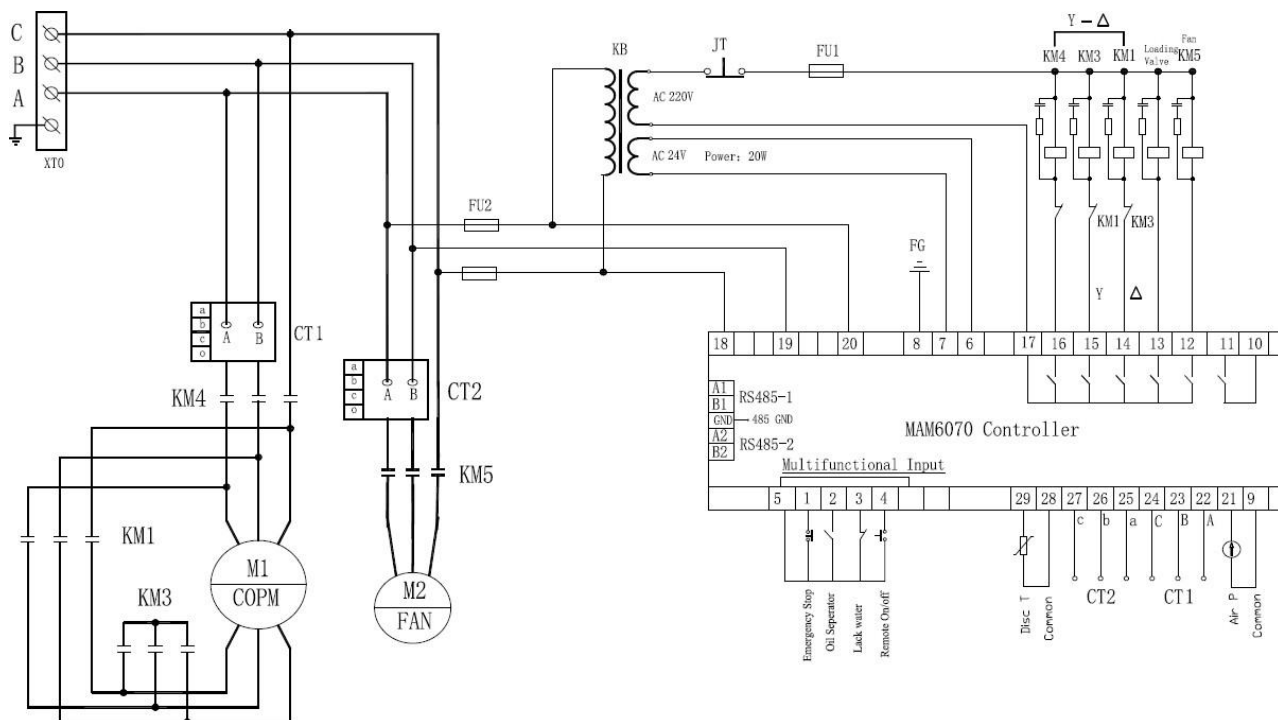 C
B
A
XT0
KB
JT
FU1
Y - Δ
KM4
KM3
KM1
Loading
Valve
Fan
KM5
AC 220V
AC 24V
Power: 20W
FU2
FG
KM1
KM3
Y
Δ
a
b
c
o
A
B
CT1
KM4
a
b
c
o
A
B
CT2
KM5
KM1
KM3
M1
COPM
M2
FAN
18
19
20
8
7
6
17
16
15
14
13
12
11
10
A1
B1
GND
A2
B2
RS485-1
485 GND
RS485-2
MAM6070 Controller
Multifunctional Input
5
1
2
3
4
29
28
27
26
25
24
23
22
21
9
c
b
a
C
B
A
CT2
CT1
Emergency Stop
Oil Seperator
Lack water
Remote On/off
Disc T
Common
Air P
Common